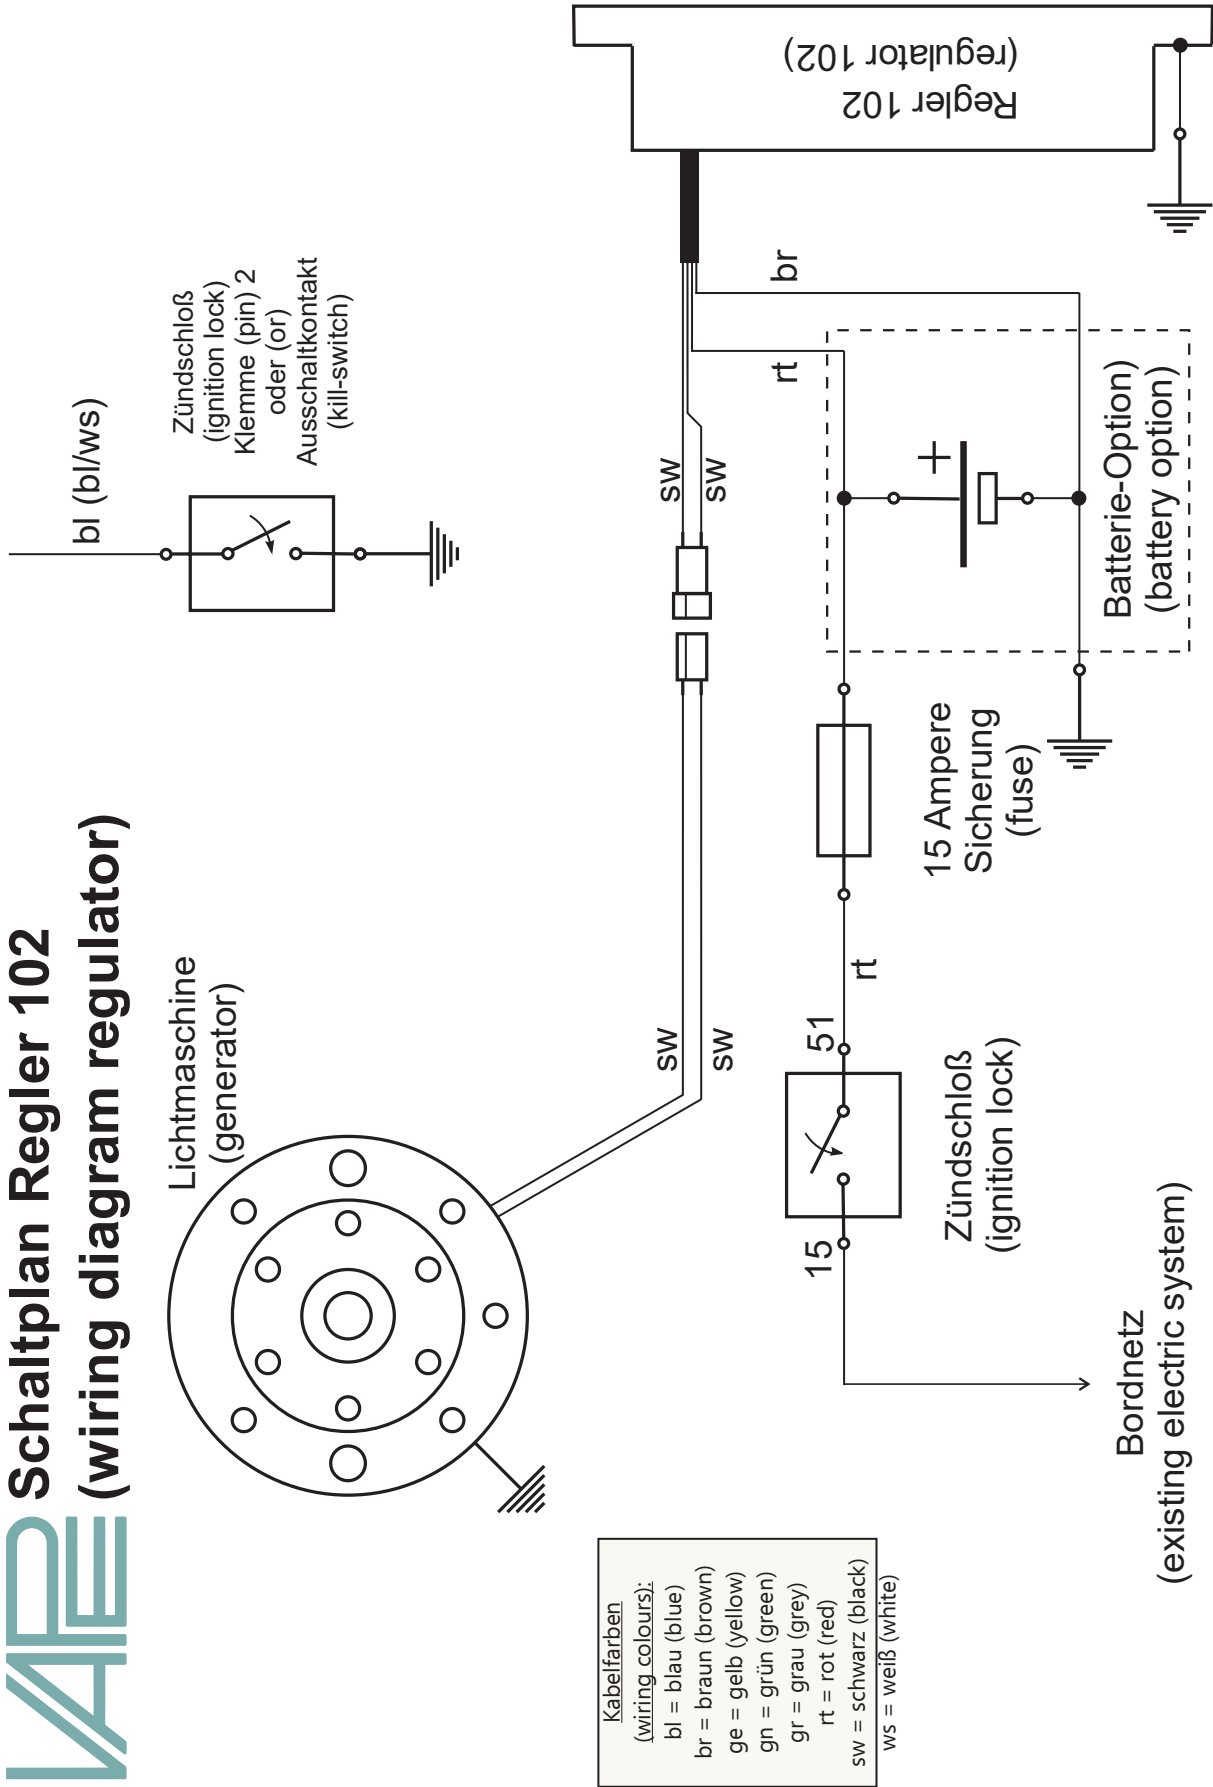 VAPE
Schaltplan Regler 102
(wiring diagram regulator)
Lichtmaschine
(generator)
bl (bl/ws)
Zündschloß
(ignition lock)
Klemme (pin) 2
oder (or)
Ausschaltkontakt
(kill-switch)
sw
sw
sw
sw
Regler 102
(regulator 102)
rt
br
Batterie-Option)
(battery option)
+
15 Ampere
Sicherung
(fuse)
rt
15
51
Zündschloß
(ignition lock)
Bordnetz
(existing electric system)
Kabelfarben
(wiring colours):
bl = blau (blue)
br = braun (brown)
ge = gelb (yellow)
gn = grün (green)
gr = grau (grey)
rt = rot (red)
sw = schwarz (black)
ws = weiß (white)